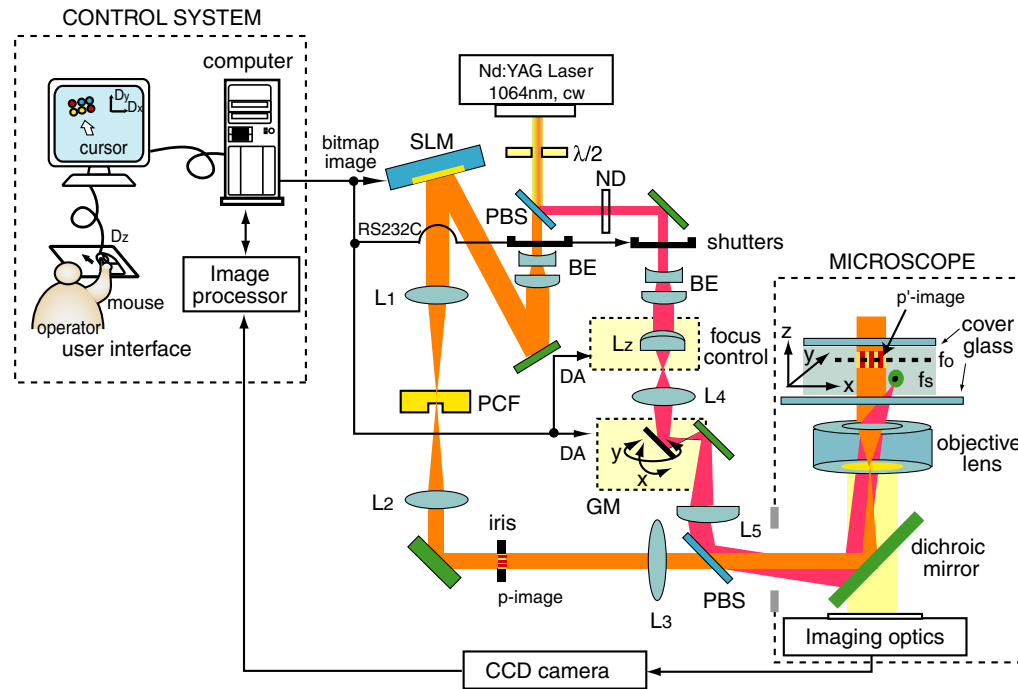 CONTROL SYSTEM
computer
Dy
Dx
cursor
Dz
mouse
operator
user interface
Image
processor
bitmap
image
RS232C
SLM
Nd:YAG Laser
1064nm, cw
λ/2
ND
PBS
shutters
BE
BE
L1
Lz
focus
control
DA
L4
PCF
DA
y
x
GM
L2
iris
p-image
L3
L5
PBS
MICROSCOPE
p'-image
cover
glass
z
y
x
fo
fs
objective
lens
dichroic
mirror
Imaging optics
CCD camera